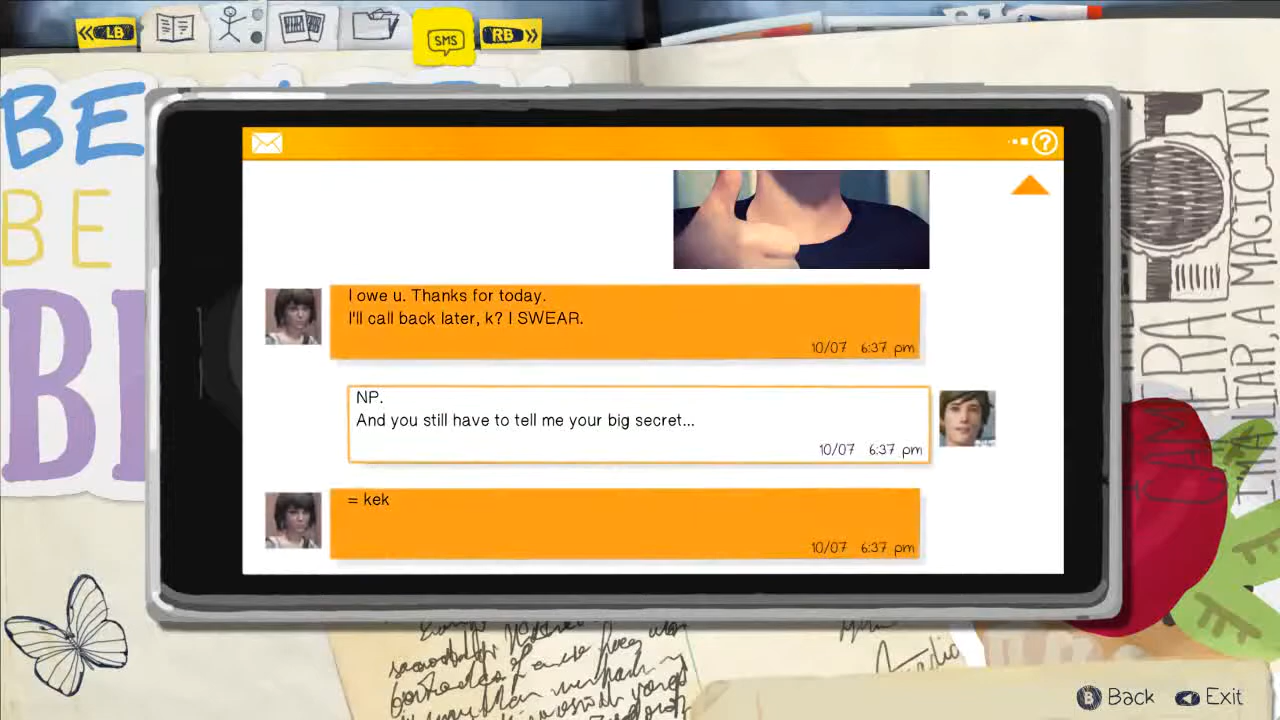 LB
SMS
RB
BE
BE
I owe u. Thanks for today.
I'll call back later, k? I SWEAR.
10/07 6:37 pm
NP.
And you still have to tell me your big secret...
10/07 6:37 pm
= kek
10/07 6:37 pm
I'M A LIAR, A MAGICIAN
B Back
Exit